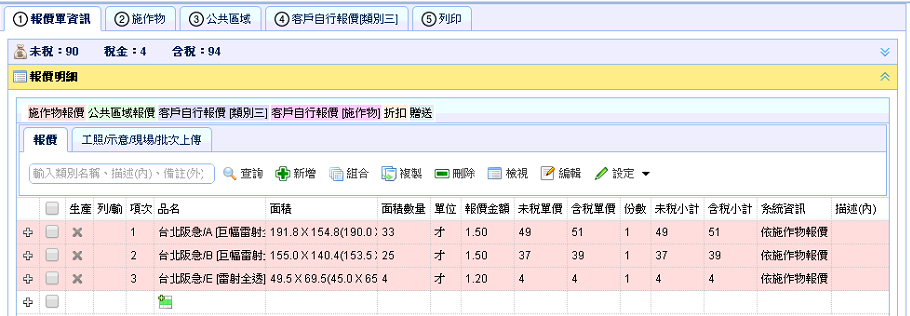 ① 報價單資訊 ② 施作物 ③ 公共區域 ④ 客戶自行報價[類別三] ⑤ 列印
未稅：90 稅金：4 含稅：94
報價明細
施作物報價 公共區域報價 客戶自行報價 [類別三] 客戶自行報價 [施作物] 折扣 贈送
報價 工照/示意/現場/批次上傳
輸入類別名稱、描述(內)、備註(外) 查詢 新增 組合 複製 刪除 檢視 編輯 設定
生產 列/輸 項次 品名 面積 面積數量 單位 報價金額 未稅單價 含稅單價 份數 未稅小計 含稅小計 系統資訊 描述(內)
1 台北阪急/A [巨幅雷射 191.8 X 154.8(190.0 33 才 1.50 49 51 1 49 51 依施作物報價
2 台北阪急/B [巨幅雷射 155.0 X 140.4(153.5 25 才 1.50 37 39 1 37 39 依施作物報價
3 台北阪急/E [雷射全透] 49.5 X 69.5(45.0 X 65 4 才 1.20 4 4 1 4 4 依施作物報價